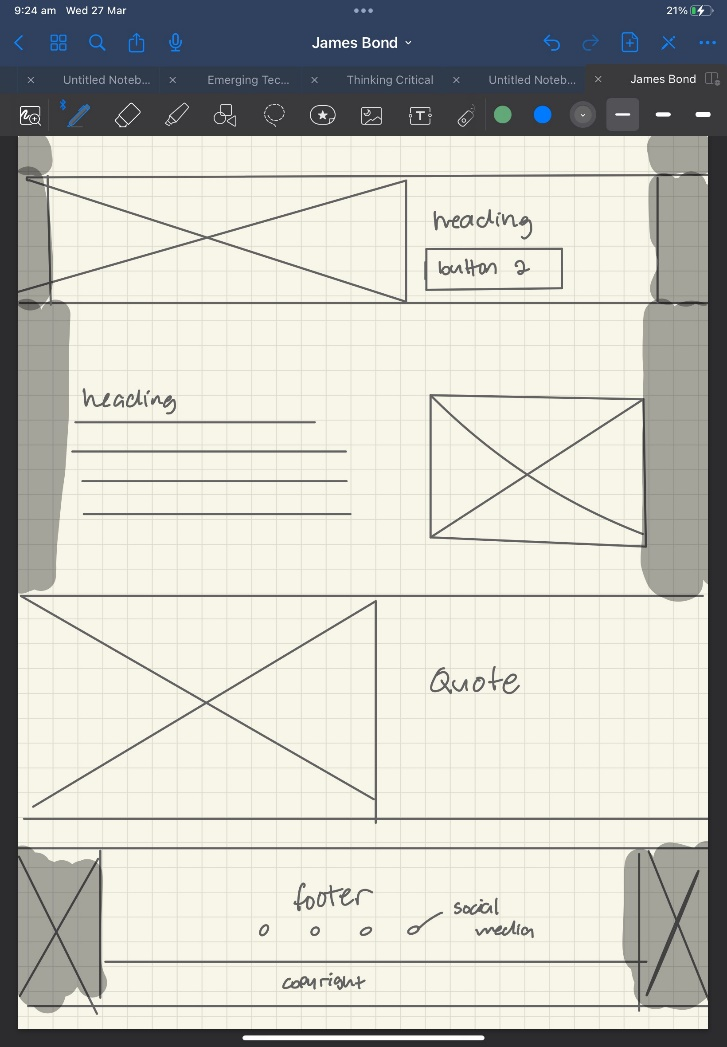 9:24 am Wed 27 Mar
21%
James Bond
Untitled Noteb...
Emerging Tec...
Thinking Critical
Untitled Noteb...
James Bond
T
heading
button 2
heading
Quote
footer
social
media
copyright